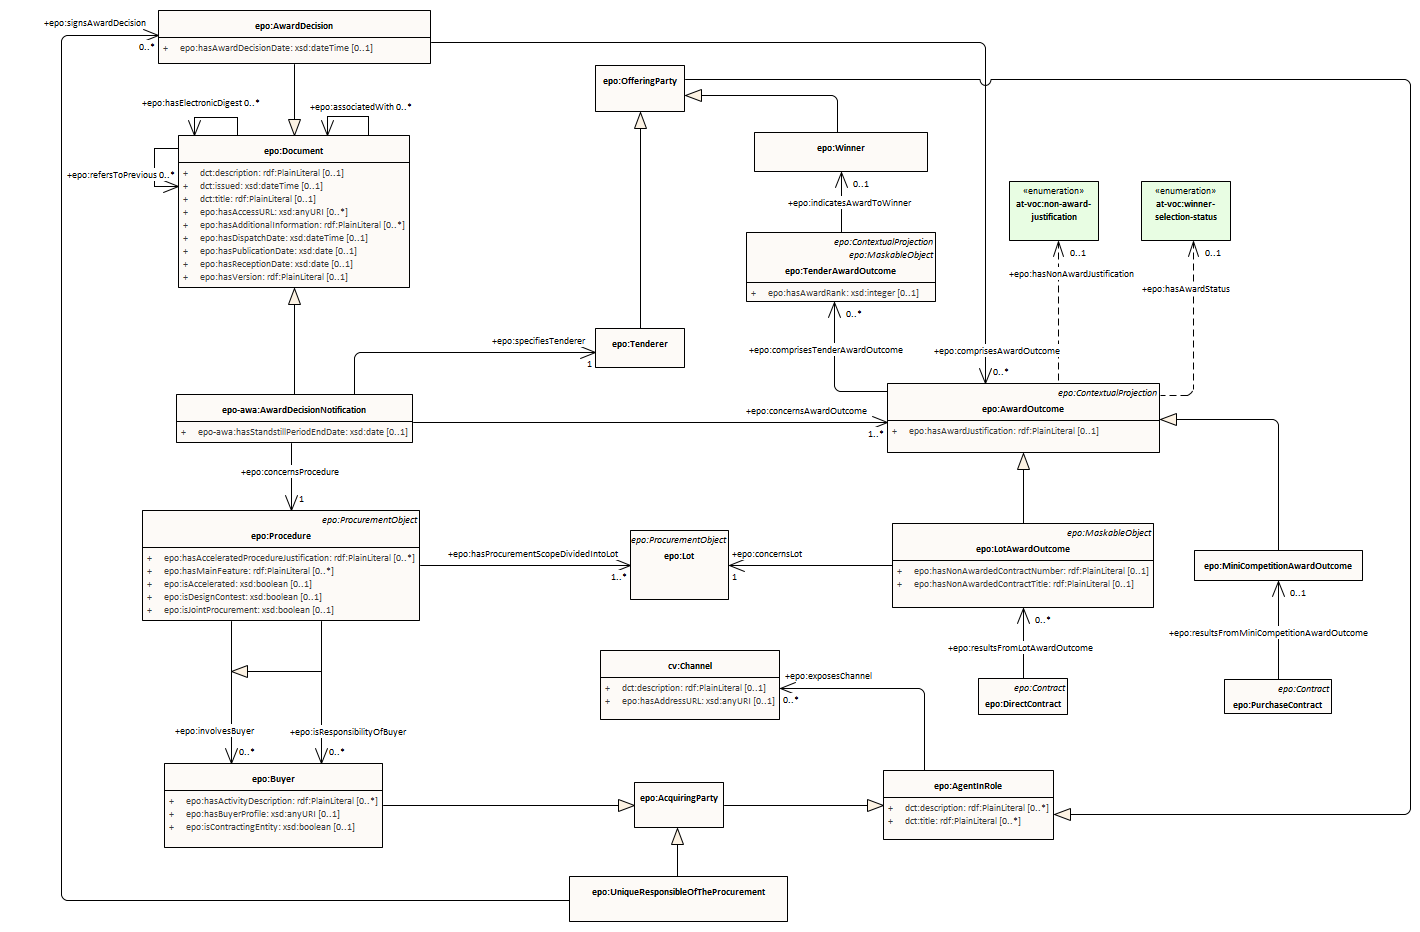 +epo:signsAwardDecision
0..*
epo:AwardDecision
+ epo:hasAwardDecisionDate: xsd:dateTime [0..1]
+epo:hasElectronicDigest 0..*
+epo:associatedWith 0..*
+epo:refersToPrevious 0..*
epo:Document
+ dct:description: rdf:PlainLiteral [0..1]
+ dct:issued: xsd:dateTime [0..1]
+ dct:title: rdf:PlainLiteral [0..1]
+ epo:hasAccessURL: xsd:anyURI [0..*]
+ epo:hasAdditionalInformation: rdf:PlainLiteral [0..*]
+ epo:hasDispatchDate: xsd:dateTime [0..1]
+ epo:hasPublicationDate: xsd:date [0..1]
+ epo:hasReceptionDate: xsd:date [0..1]
+ epo:hasVersion: rdf:PlainLiteral [0..1]
epo:OfferingParty
epo:Winner
0..1
+epo:indicatesAwardToWinner
epo:ContextualProjection
epo:MaskableObject
epo:TenderAwardOutcome
+ epo:hasAwardRank: xsd:integer [0..1]
0..*
+epo:comprisesTenderAwardOutcome
«enumeration»
at-voc:non-award-
justification
0..1
+epo:hasNonAwardJustification
«enumeration»
at-voc:winner-
selection-status
0..1
+epo:hasAwardStatus
+epo:specifiesTenderer
1
epo:Tenderer
+epo:comprisesAwardOutcome
0..*
epo-awa:AwardDecisionNotification
+ epo-awa:hasStandstillPeriodEndDate: xsd:date [0..1]
+epo:concernsAwardOutcome
1..*
epo:ContextualProjection
epo:AwardOutcome
+ epo:hasAwardJustification: rdf:PlainLiteral [0..1]
+epo:concernsProcedure
1
epo:ProcurementObject
epo:Procedure
+ epo:hasAcceleratedProcedureJustification: rdf:PlainLiteral [0..*]
+ epo:hasMainFeature: rdf:PlainLiteral [0..*]
+ epo:isAccelerated: xsd:boolean [0..1]
+ epo:isDesignContest: xsd:boolean [0..1]
+ epo:isJointProcurement: xsd:boolean [0..1]
+epo:hasProcurementScopeDividedIntoLot
1..*
epo:ProcurementObject
epo:Lot
+epo:concernsLot
1
epo:MaskableObject
epo:LotAwardOutcome
+ epo:hasNonAwardedContractNumber: rdf:PlainLiteral [0..1]
+ epo:hasNonAwardedContractTitle: rdf:PlainLiteral [0..1]
epo:MiniCompetitionAwardOutcome
0..1
+epo:resultsFromMiniCompetitionAwardOutcome
0..*
+epo:resultsFromLotAwardOutcome
epo:Contract
epo:DirectContract
epo:Contract
epo:PurchaseContract
cv:Channel
+ dct:description: rdf:PlainLiteral [0..1]
+ epo:hasAddressURL: xsd:anyURI [0..1]
+epo:exposesChannel
0..*
+epo:involvesBuyer
0..*
+epo:isResponsibilityOfBuyer
0..*
epo:Buyer
+ epo:hasActivityDescription: rdf:PlainLiteral [0..*]
+ epo:hasBuyerProfile: xsd:anyURI [0..1]
+ epo:isContractingEntity: xsd:boolean [0..1]
epo:AcquiringParty
epo:AgentInRole
+ dct:description: rdf:PlainLiteral [0..*]
+ dct:title: rdf:PlainLiteral [0..*]
epo:UniqueResponsibleOfTheProcurement